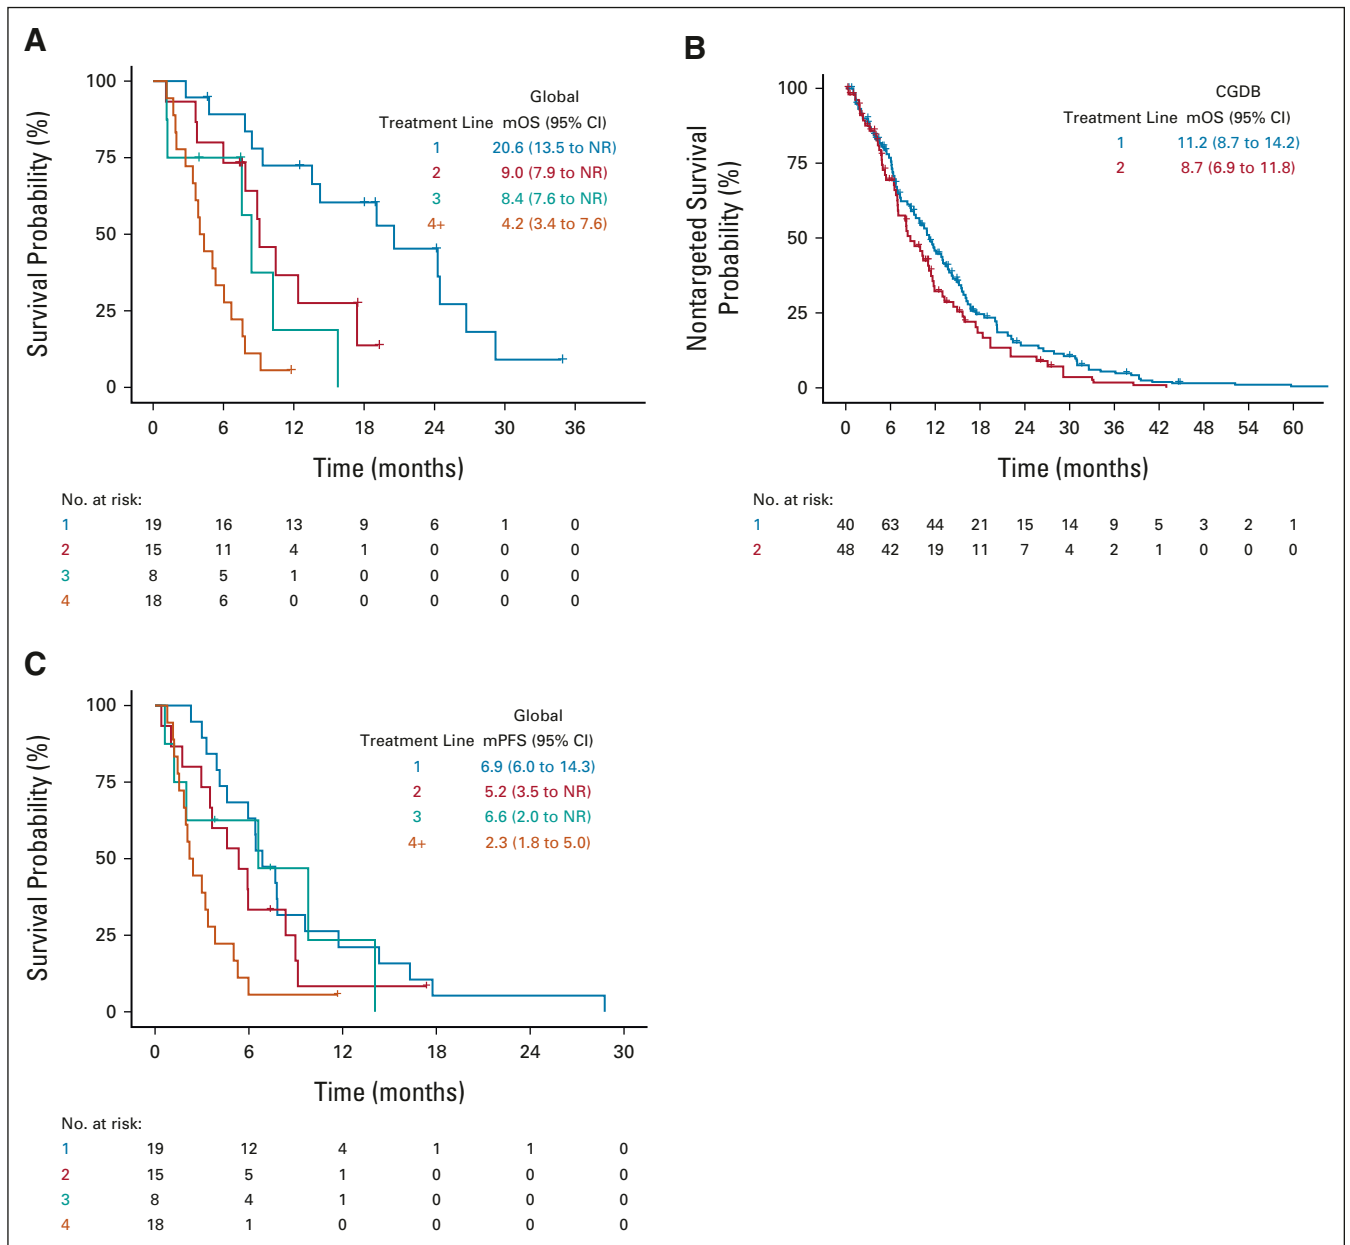 A
Survival Probability (%)
100
75
50
25
0
Global
Treatment Line mOS (95% CI)
1 20.6 (13.5 to NR)
2 9.0 (7.9 to NR)
3 8.4 (7.6 to NR)
4+ 4.2 (3.4 to 7.6)
0 6 12 18 24 30 36
Time (months)
No. at risk:
1 19 16 13 9 6 1 0
2 15 11 4 1 0 0 0
3 8 5 1 0 0 0 0
4 18 6 0 0 0 0 0
B
Nontargeted Survival
Probability (%)
100
75
50
25
0
CGDB
Treatment Line mOS (95% CI)
1 11.2 (8.7 to 14.2)
2 8.7 (6.9 to 11.8)
0 6 12 18 24 30 36 42 48 54 60
Time (months)
No. at risk:
1 40 63 44 21 15 14 9 5 3 2 1
2 48 42 19 11 7 4 2 1 0 0 0
C
Survival Probability (%)
100
75
50
25
0
Global
Treatment Line mPFS (95% CI)
1 6.9 (6.0 to 14.3)
2 5.2 (3.5 to NR)
3 6.6 (2.0 to NR)
4+ 2.3 (1.8 to 5.0)
0 6 12 18 24 30
Time (months)
No. at risk:
1 19 12 4 1 1 0
2 15 5 1 0 0 0
3 8 4 1 0 0 0
4 18 1 0 0 0 0